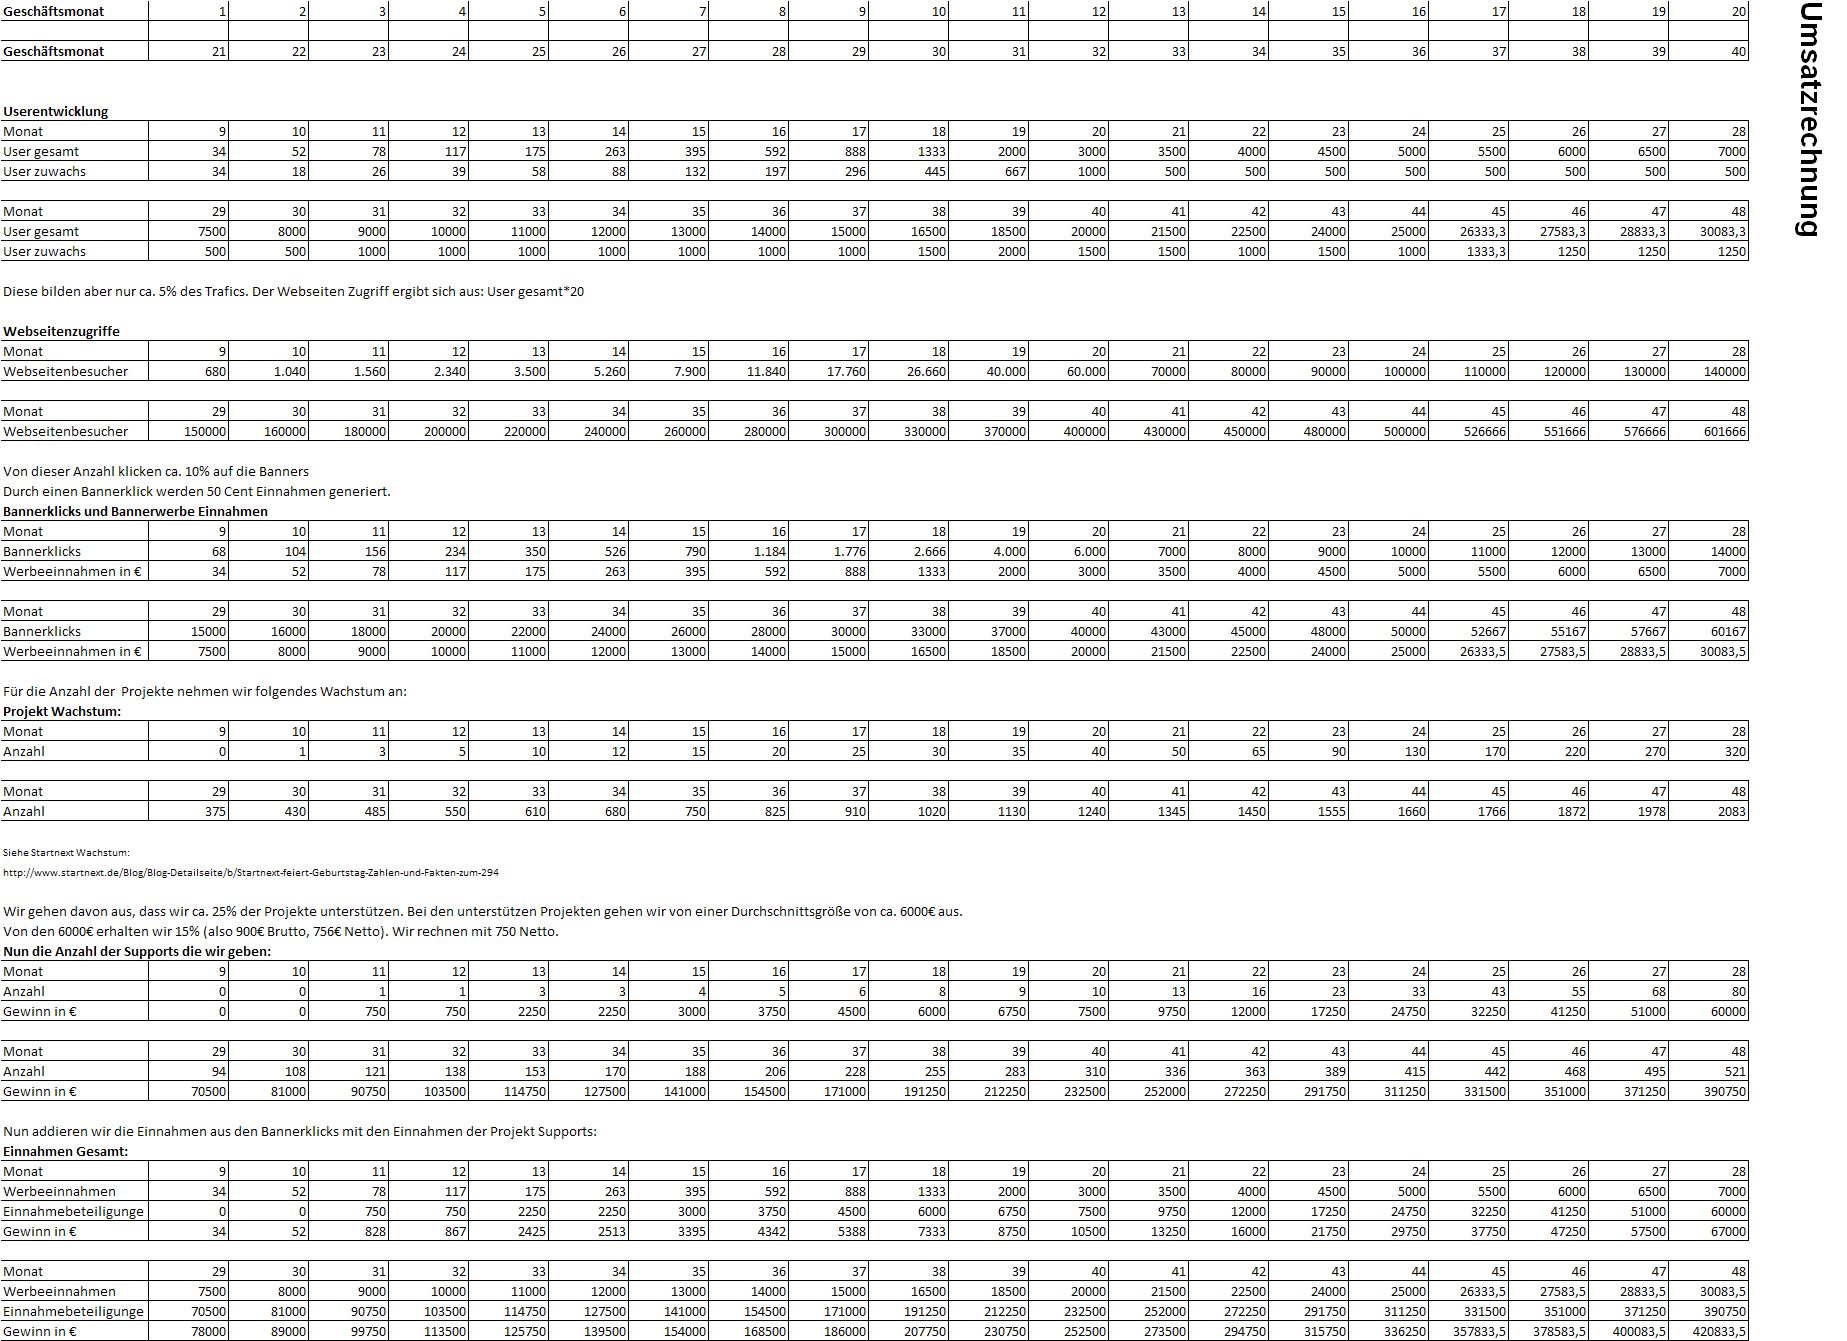 Umsatzrechnung
Geschäftsmonat 1 2 3 4 5 6 7 8 9 10 11 12 13 14 15 16 17 18 19 20
Geschäftsmonat 21 22 23 24 25 26 27 28 29 30 31 32 33 34 35 36 37 38 39 40
Userentwicklung
Monat 9 10 11 12 13 14 15 16 17 18 19 20 21 22 23 24 25 26 27 28
User gesamt 34 52 78 117 175 263 395 592 888 1333 2000 3000 3500 4000 4500 5000 5500 6000 6500 7000
User zuwachs 34 18 26 39 58 88 132 197 296 445 667 1000 500 500 500 500 500 500 500 500
Monat 29 30 31 32 33 34 35 36 37 38 39 40 41 42 43 44 45 46 47 48
User gesamt 7500 8000 9000 10000 11000 12000 13000 14000 15000 16500 18500 20000 21500 22500 24000 25000 26333,3 27583,3 28833,3 30083,3
User zuwachs 500 500 1000 1000 1000 1000 1000 1000 1000 1500 2000 1500 1500 1000 1500 1000 1333,3 1250 1250 1250
Diese bilden aber nur ca. 5% des Trafics. Der Webseiten Zugriff ergibt sich aus: User gesamt*20
Webseitenzugriffe
Monat 9 10 11 12 13 14 15 16 17 18 19 20 21 22 23 24 25 26 27 28
Webseitenbesucher 680 1.040 1.560 2.340 3.500 5.260 7.900 11.840 17.760 26.660 40.000 60.000 70000 80000 90000 100000 110000 120000 130000 140000
Monat 29 30 31 32 33 34 35 36 37 38 39 40 41 42 43 44 45 46 47 48
Webseitenbesucher 150000 160000 180000 200000 220000 240000 260000 280000 300000 330000 370000 400000 430000 450000 480000 500000 526666 551666 576666 601666
Von dieser Anzahl klicken ca. 10% auf die Banners
Durch einen Bannerklick werden 50 Cent Einnahmen generiert.
Bannerklicks und Bannerwerbe Einnahmen
Monat 9 10 11 12 13 14 15 16 17 18 19 20 21 22 23 24 25 26 27 28
Bannerklicks 68 104 156 234 350 526 790 1.184 1.776 2.666 4.000 6.000 7000 8000 9000 10000 11000 12000 13000 14000
Werbeeinnahmen in € 34 52 78 117 175 263 395 592 888 1333 2000 3000 3500 4000 4500 5000 5500 6000 6500 7000
Monat 29 30 31 32 33 34 35 36 37 38 39 40 41 42 43 44 45 46 47 48
Bannerklicks 15000 16000 18000 20000 22000 24000 26000 28000 30000 33000 37000 40000 43000 45000 48000 50000 52667 55167 57667 60167
Werbeeinnahmen in € 7500 8000 9000 10000 11000 12000 13000 14000 15000 16500 18500 20000 21500 22500 24000 25000 26333,5 27583,5 28833,5 30083,5
Für die Anzahl der  Projekte nehmen wir folgendes Wachstum an:
Projekt Wachstum:
Monat 9 10 11 12 13 14 15 16 17 18 19 20 21 22 23 24 25 26 27 28
Anzahl 0 1 3 5 10 12 15 20 25 30 35 40 50 65 90 130 170 220 270 320
Monat 29 30 31 32 33 34 35 36 37 38 39 40 41 42 43 44 45 46 47 48
Anzahl 375 430 485 550 610 680 750 825 910 1020 1130 1240 1345 1450 1555 1660 1766 1872 1978 2083
Siehe Startnext Wachstum:
http://www.startnext.de/Blog/Blog-Detailseite/b/Startnext-feiert-Geburtstag-Zahlen-und-Fakten-zum-294
Wir gehen davon aus, dass wir ca. 25% der Projekte unterstützen. Bei den unterstützen Projekten gehen wir von einer Durchschnittsgröße von ca. 6000€ aus.
Von den 6000€ erhalten wir 15% (also 900€ Brutto, 756€ Netto). Wir rechnen mit 750 Netto.
Nun die Anzahl der Supports die wir geben:
Monat 9 10 11 12 13 14 15 16 17 18 19 20 21 22 23 24 25 26 27 28
Anzahl 0 0 1 1 3 3 4 5 6 8 9 10 13 16 23 33 43 55 68 80
Gewinn in € 0 0 750 750 2250 2250 3000 3750 4500 6000 6750 7500 9750 12000 17250 24750 32250 41250 51000 60000
Monat 29 30 31 32 33 34 35 36 37 38 39 40 41 42 43 44 45 46 47 48
Anzahl 94 108 121 138 153 170 188 206 228 255 283 310 336 363 389 415 442 468 495 521
Gewinn in € 70500 81000 90750 103500 114750 127500 141000 154500 171000 191250 212250 232500 252000 272250 291750 311250 331500 351000 371250 390750
Nun addieren wir die Einnahmen aus den Bannerklicks mit den Einnahmen der Projekt Supports:
Einnahmen Gesamt:
Monat 9 10 11 12 13 14 15 16 17 18 19 20 21 22 23 24 25 26 27 28
Werbeeinnahmen 34 52 78 117 175 263 395 592 888 1333 2000 3000 3500 4000 4500 5000 5500 6000 6500 7000
Einnahmebeteiligunge 0 0 750 750 2250 2250 3000 3750 4500 6000 6750 7500 9750 12000 17250 24750 32250 41250 51000 60000
Gewinn in € 34 52 828 867 2425 2513 3395 4342 5388 7333 8750 10500 13250 16000 21750 29750 37750 47250 57500 67000
Monat 29 30 31 32 33 34 35 36 37 38 39 40 41 42 43 44 45 46 47 48
Werbeeinnahmen 7500 8000 9000 10000 11000 12000 13000 14000 15000 16500 18500 20000 21500 22500 24000 25000 26333,5 27583,5 28833,5 30083,5
Einnahmebeteiligunge 70500 81000 90750 103500 114750 127500 141000 154500 171000 191250 212250 232500 252000 272250 291750 311250 331500 351000 371250 390750
Gewinn in € 78000 89000 99750 113500 125750 139500 154000 168500 186000 207750 230750 252500 273500 294750 315750 336250 357833,5 378583,5 400083,5 420833,5